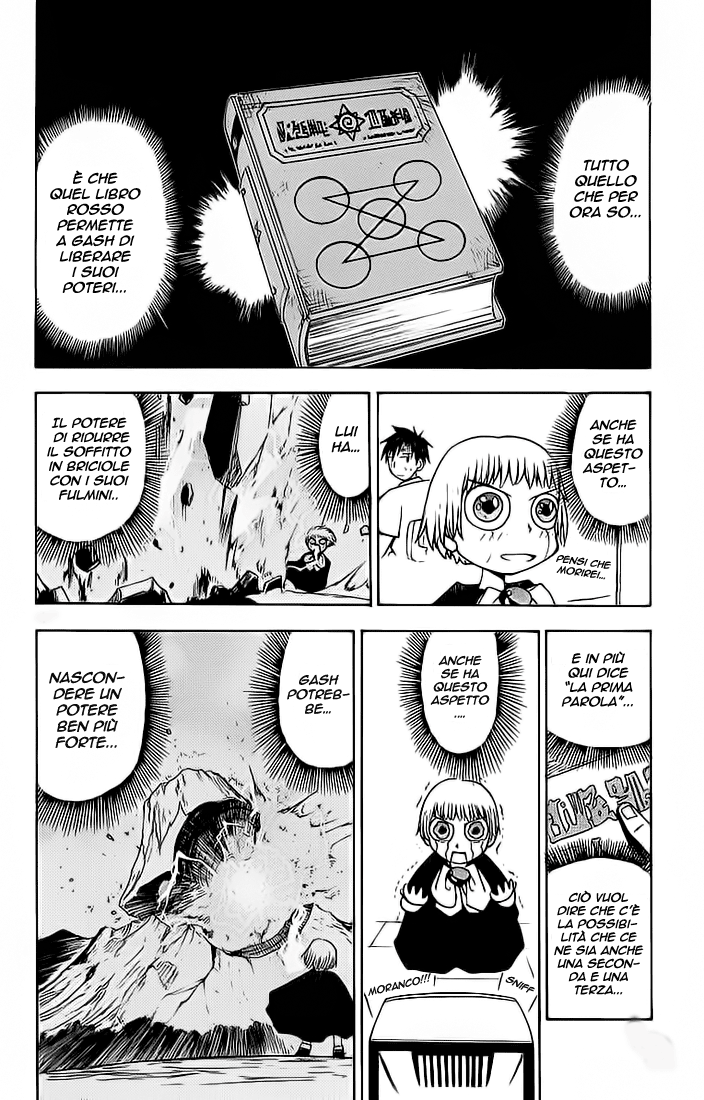 TUTTO
QUELLO
CHE PER
ORA SO...
È CHE
QUEL LIBRO
ROSSO
PERMETTE
A GASH DI
LIBERARE
I SUOI
POTERI...
ANCHE
SE HA
QUESTO
ASPET-
TO...
PENSI CHE
MORIREI...
LUI
HA...
IL POTERE
DI RIDURRE
IL SOFFITTO
IN BRICIOLE
CON I SUOI
FULMINI..
E IN PIÙ
QUI DICE
“LA PRIMA
PAROLA”...
CIÒ VUOL
DIRE CHE C'È
LA POSSIBI-
LITÀ CHE CE
NE SIA ANCHE
UNA SECON-
DA E UNA
TERZA...
ANCHE
SE HA
QUESTO
ASPETTO
....
MORANCO!!!
SNIFF
GASH
POTREB-
BE...
NASCON-
DERE UN
POTERE
BEN PIÙ
FORTE...